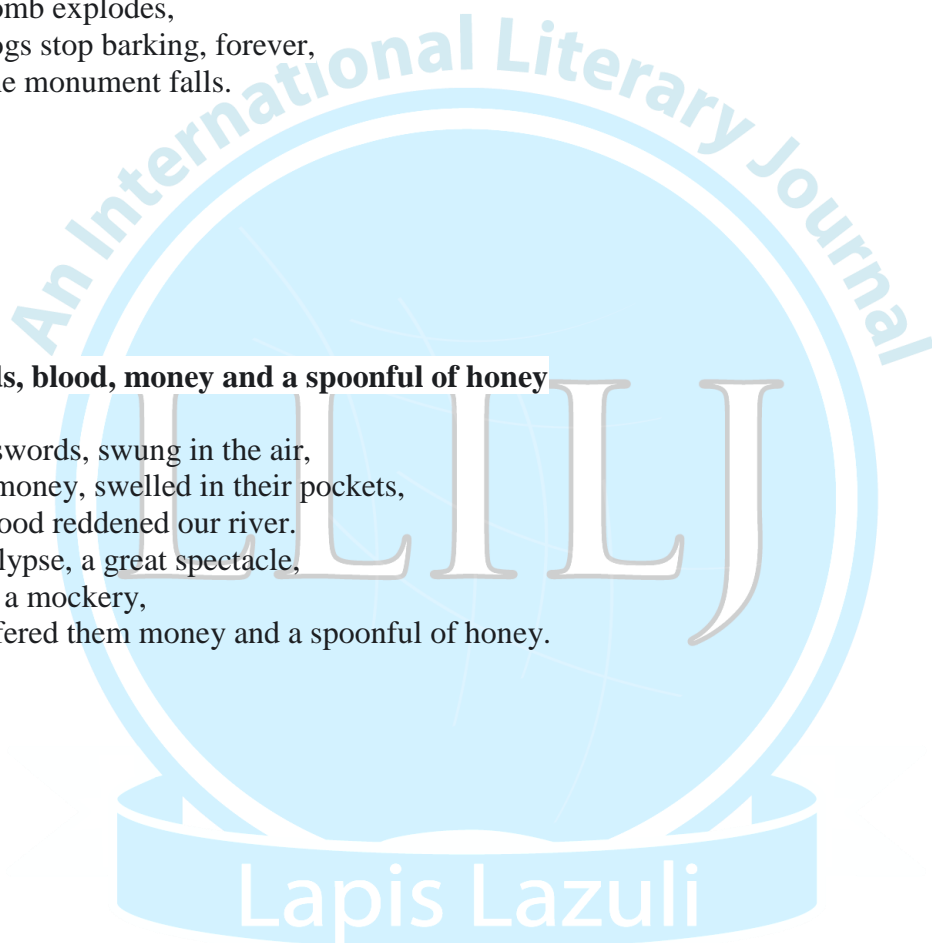 omb explodes,
ogs stop barking, forever,
e monument falls.
An International Literary Journal
ls, blood, money and a spoonful of honey
swords, swung in the air,
money, swelled in their pockets,
ood reddened our river.
lypse, a great spectacle,
a mockery,
fered them money and a spoonful of honey.
LLILJ
Lapis Lazuli